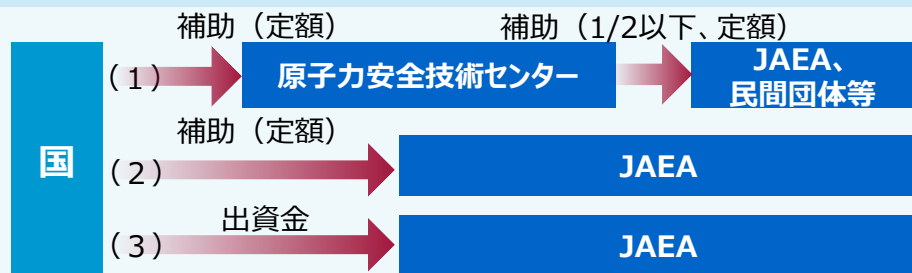 補助（定額）
補助（1/2以下、定額）
（1）
原子力安全技術センター
JAEA、
民間団体等
補助（定額）
国
（2）
JAEA
出資金
（3）
JAEA